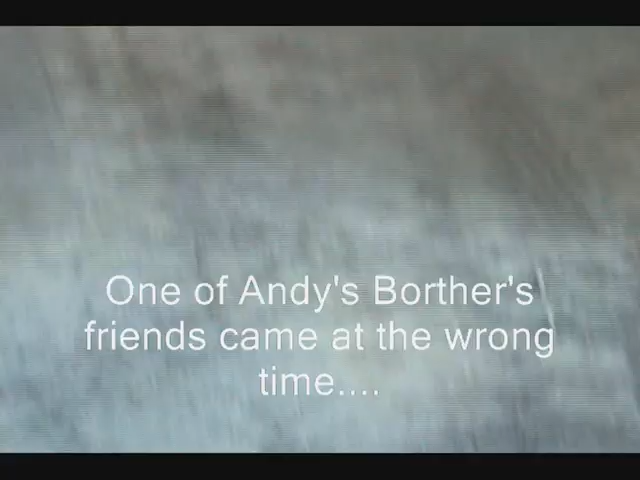 One of Andy's Borther's
friends came at the wrong
time....